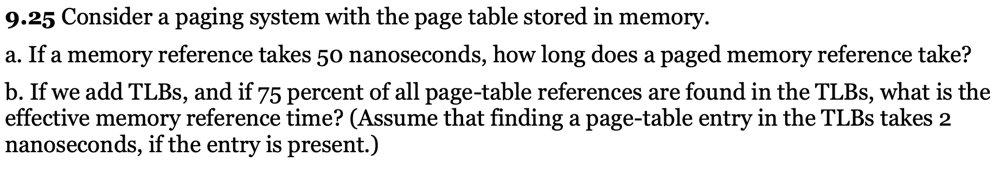 9.25 Consider a paging system with the page table stored in memory.
a. If a memory reference takes 50 nanoseconds, how long does a paged memory reference take?
b. If we add TLBs, and if 75 percent of all page-table references are found in the TLBs, what is the
effective memory reference time? (Assume that finding a page-table entry in the TLBs takes 2
nanoseconds, if the entry is present.)